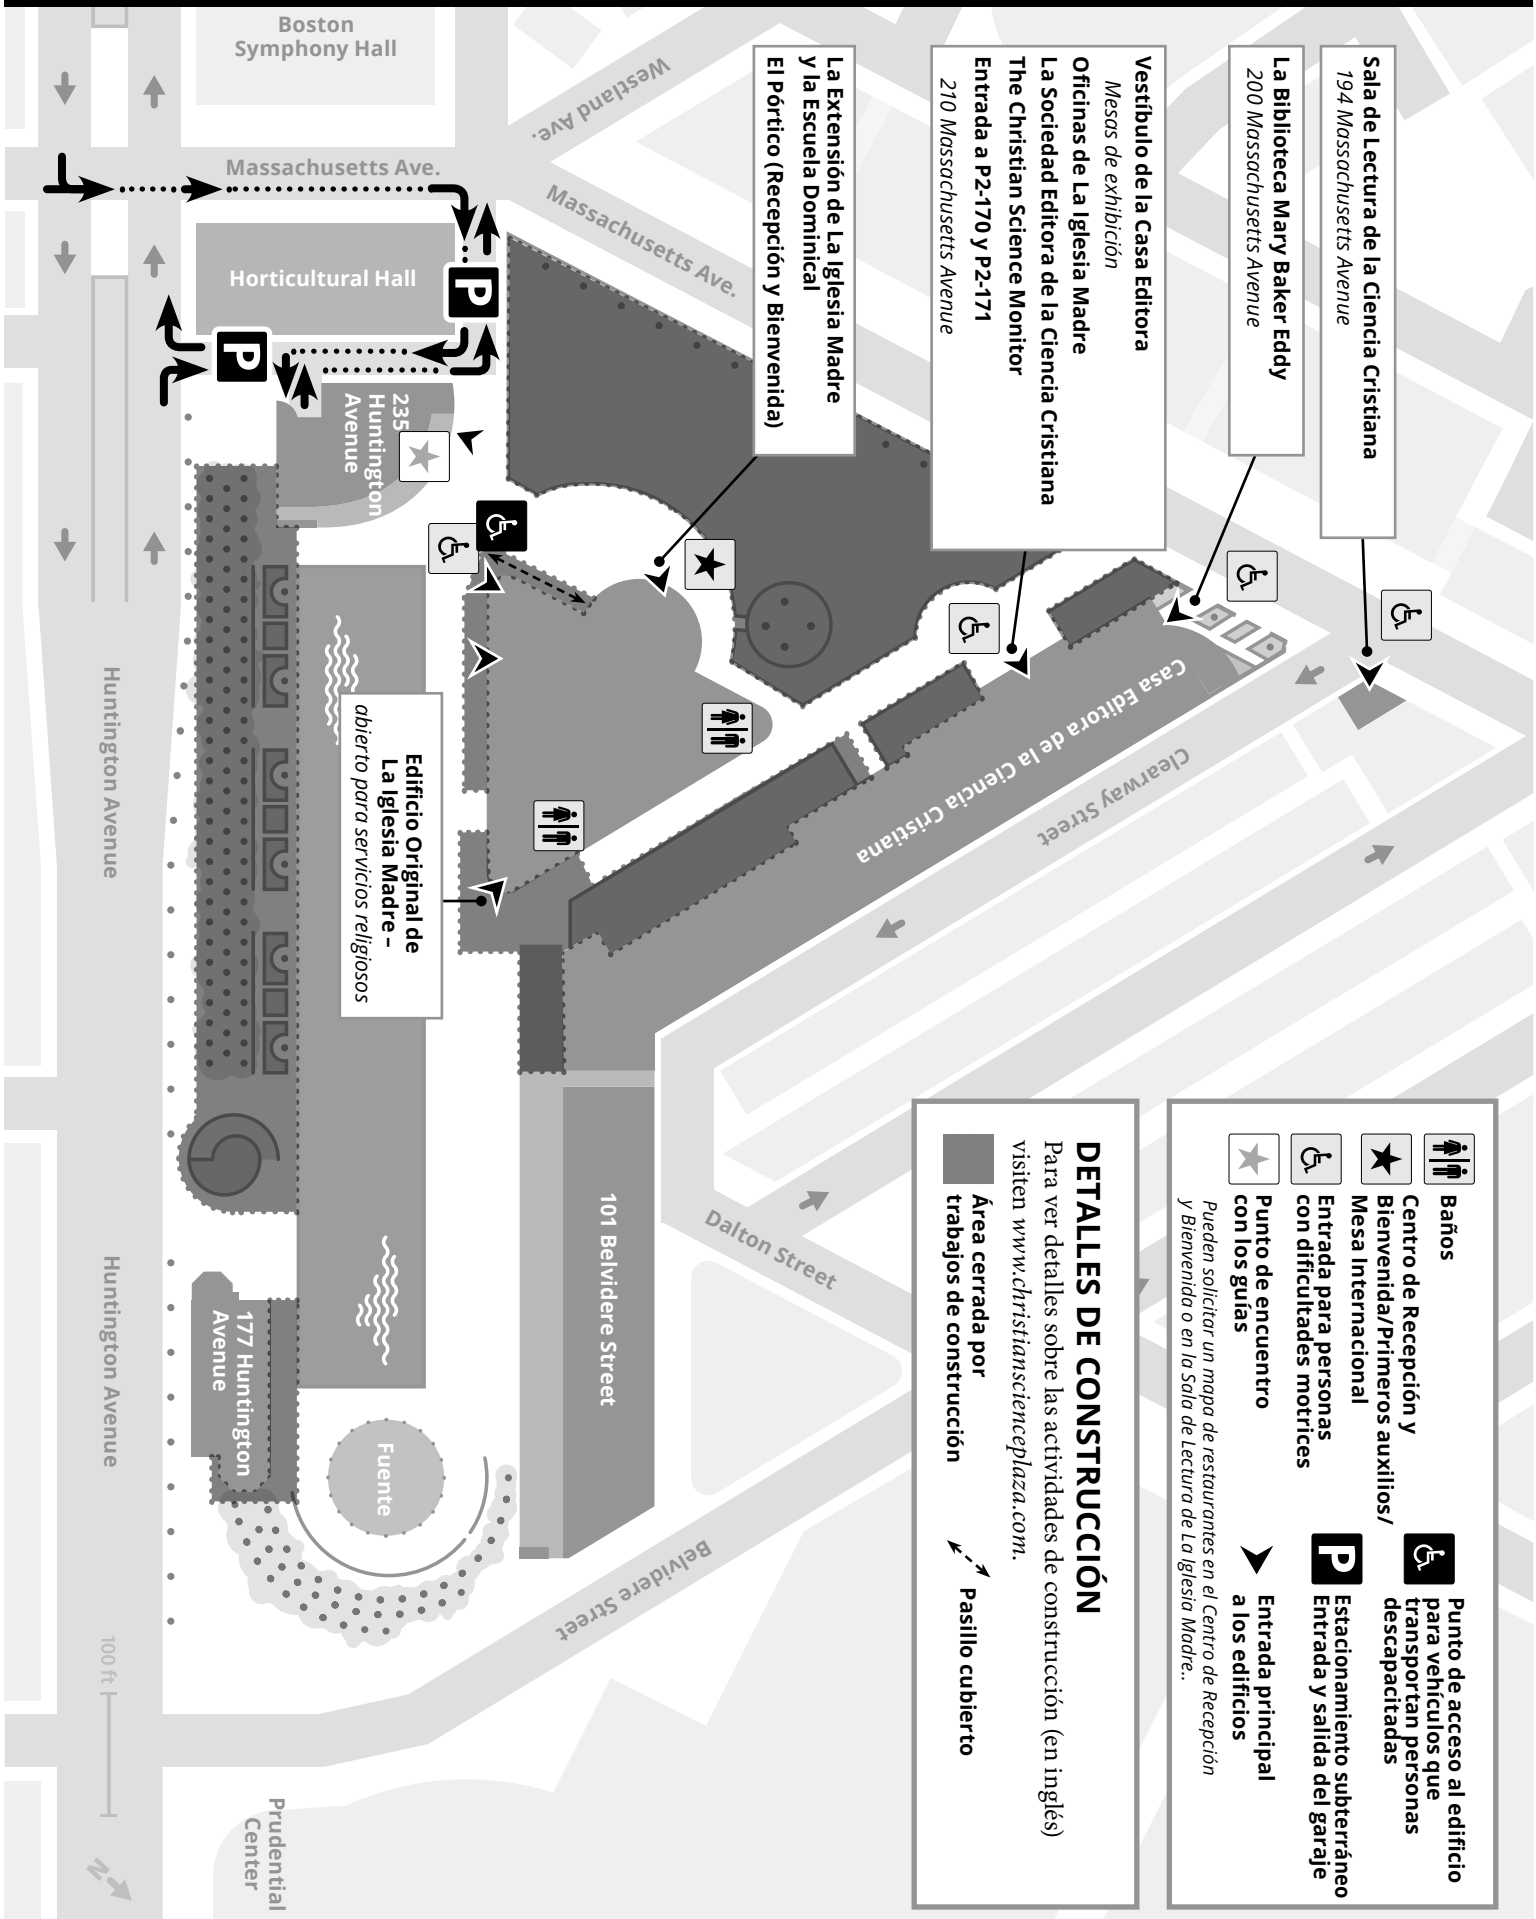 Sala de Lectura de la Ciencia Cristiana
194 Massachusetts Avenue
La Biblioteca Mary Baker Eddy
200 Massachusetts Avenue
Vestíbulo de la Casa Editora
Mesas de exhibición
Oficinas de La Iglesia Madre
La Sociedad Editora de la Ciencia Cristiana
The Christian Science Monitor
Entrada a P2-170 y P2-171
210 Massachusetts Avenue
La Extensión de La Iglesia Madre
y la Escuela Dominical
El Pórtico (Recepción y Bienvenida)
Boston
Symphony Hall
Westland Ave.
Massachusetts Ave.
Massachusetts Ave.
Horticultural Hall
P
P
235
Huntington
Avenue
Casa Editora de la Ciencia Cristiana
Clearway Street
Edificio Original de
La Iglesia Madre –
abierto para servicios religiosos
Huntington Avenue
Huntington Avenue
101 Belvidere Street
Dalton Street
177 Huntington
Avenue
Fuente
Belvidere Street
100 ft
N
Prudential
Center
Baños
Centro de Recepción y
Bienvenida/Primeros auxilios/
Mesa Internacional
Entrada para personas
con dificultades motrices
Punto de encuentro
con los guías
Punto de acceso al edificio
para vehículos que
transportan personas
descapacitadas
P
Estacionamiento subterráneo
Entrada y salida del garaje
Entrada principal
a los edificios
Pueden solicitar un mapa de restaurantes en el Centro de Recepción
y Bienvenida o en la Sala de Lectura de La Iglesia Madre..
DETALLES DE CONSTRUCCIÓN
Para ver detalles sobre las actividades de construcción (en inglés)
visiten www.christianscienceplaza.com.
Área cerrada por
trabajos de construcción
Pasillo cubierto